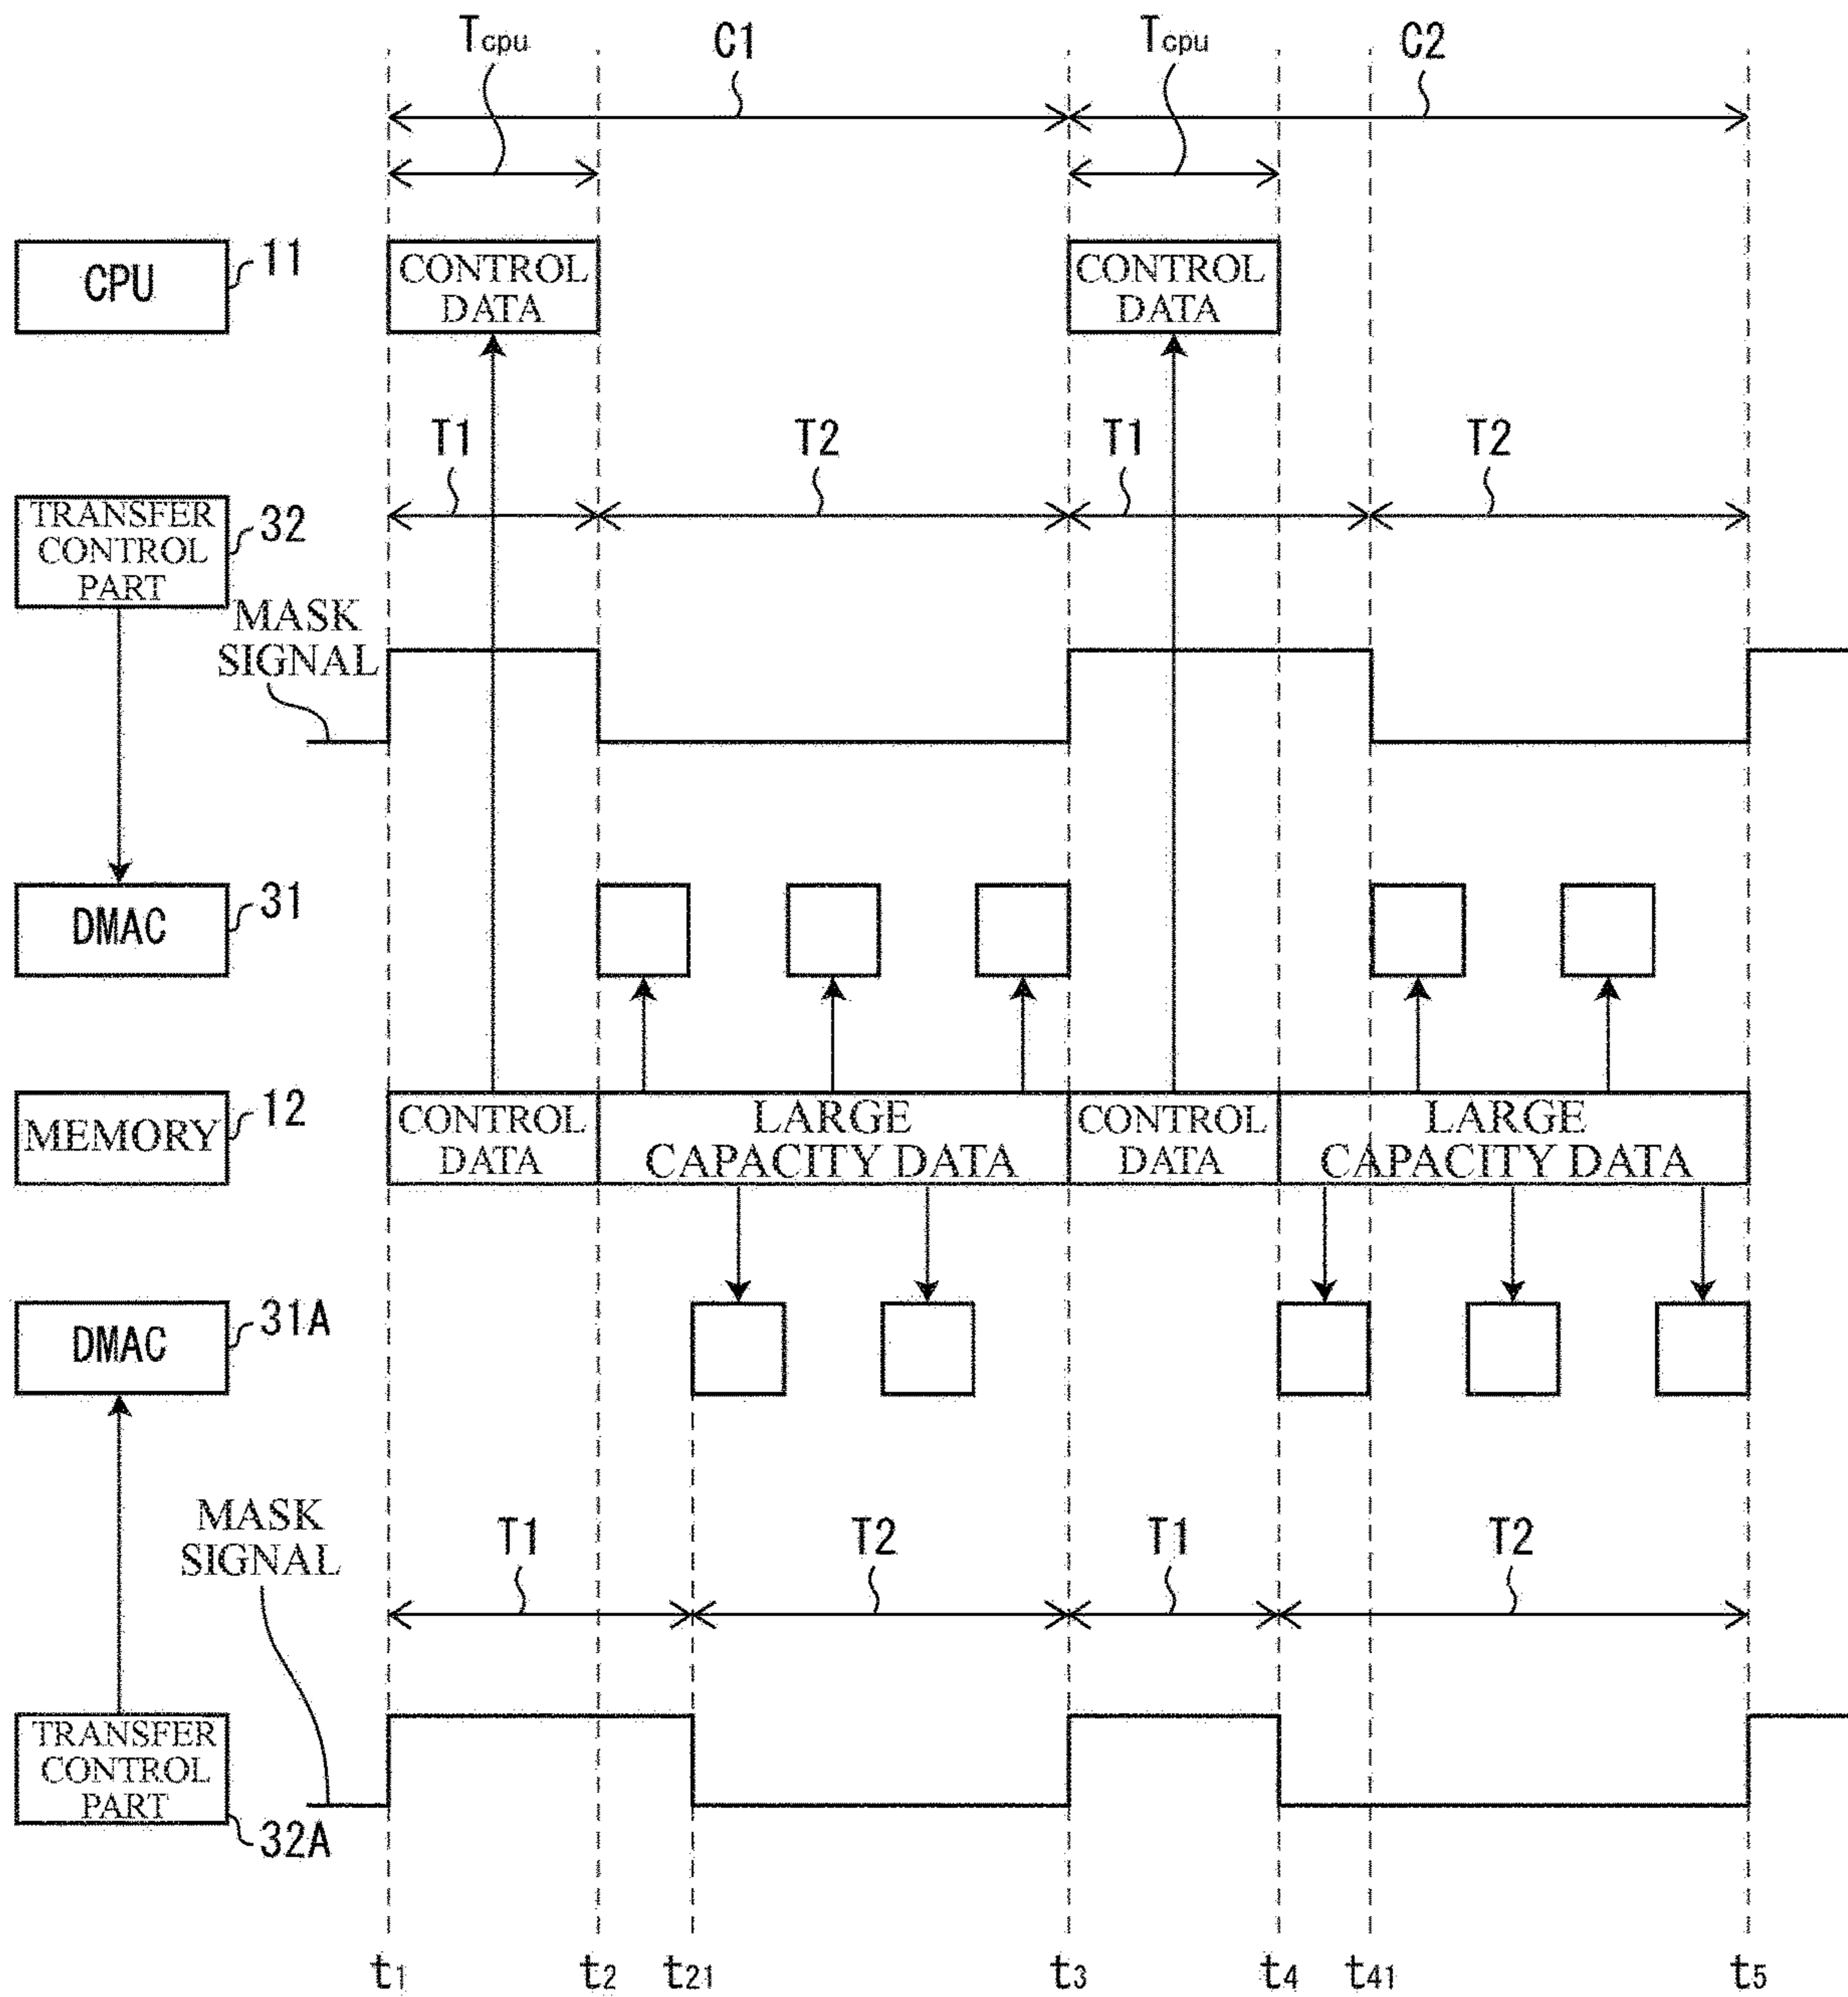 Tcpu C1 Tcpu C2
CPU 11
CONTROL
DATA
CONTROL
DATA
T1 T2 T1 T2
TRANSFER
CONTROL
PART
32
MASK
SIGNAL
DMAC 31
MEMORY 12
CONTROL
DATA
LARGE
CAPACITY DATA
CONTROL
DATA
LARGE
CAPACITY DATA
DMAC 31A
MASK
SIGNAL
T1 T2 T1 T2
TRANSFER
CONTROL
PART
32A
t1 t2 t21 t3 t4 t41 t5